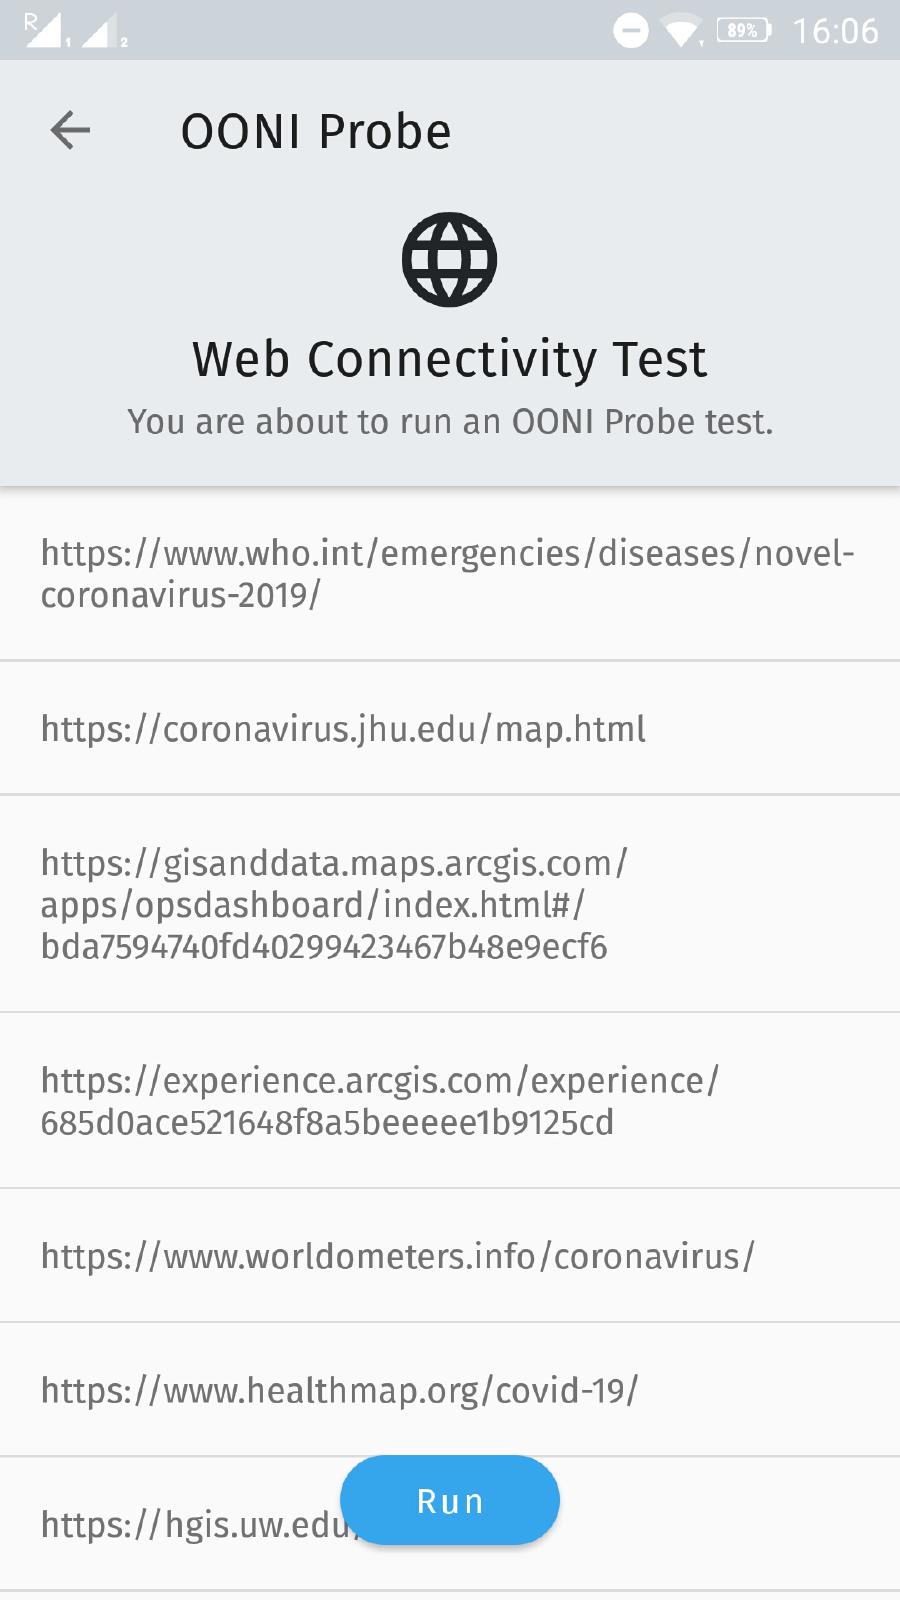 R 1 2 89% 16:06
OONI Probe
Web Connectivity Test
You are about to run an OONI Probe test.
https://www.who.int/emergencies/diseases/novel-
coronavirus-2019/
https://coronavirus.jhu.edu/map.html
https://gisanddata.maps.arcgis.com/
apps/opsdashboard/index.html#/
bda7594740fd40299423467b48e9ecf6
https://experience.arcgis.com/experience/
685d0ace521648f8a5beeeee1b9125cd
https://www.worldometers.info/coronavirus/
https://www.healthmap.org/covid-19/
https://hgis.uw.edu/
Run